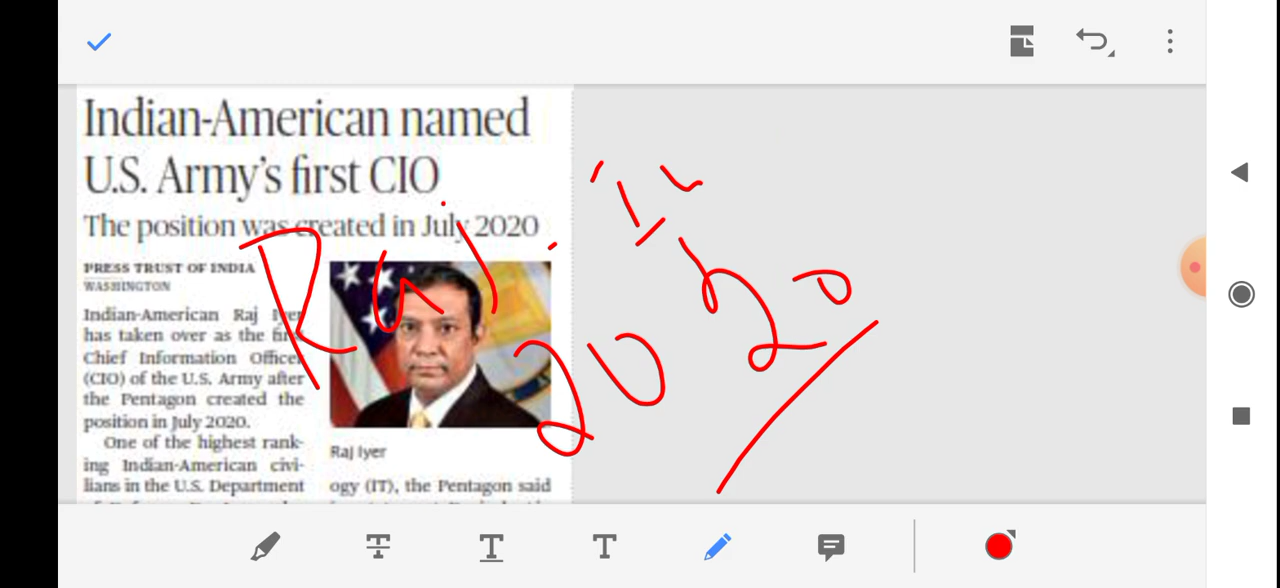 Indian-American named
U.S. Army's first CIO
The position was created in July 2020
PRESS TRUST OF INDIA
WASHINGTON
Indian-American Raj Iyer
has taken over as the first
Chief Information Officer
(CIO) of the U.S. Army after
the Pentagon created the
position in July 2020.
One of the highest rank-
ing Indian-American civi-
lians in the U.S. Department
Raj Iyer
ogy (IT), the Pentagon said
Raj
2020